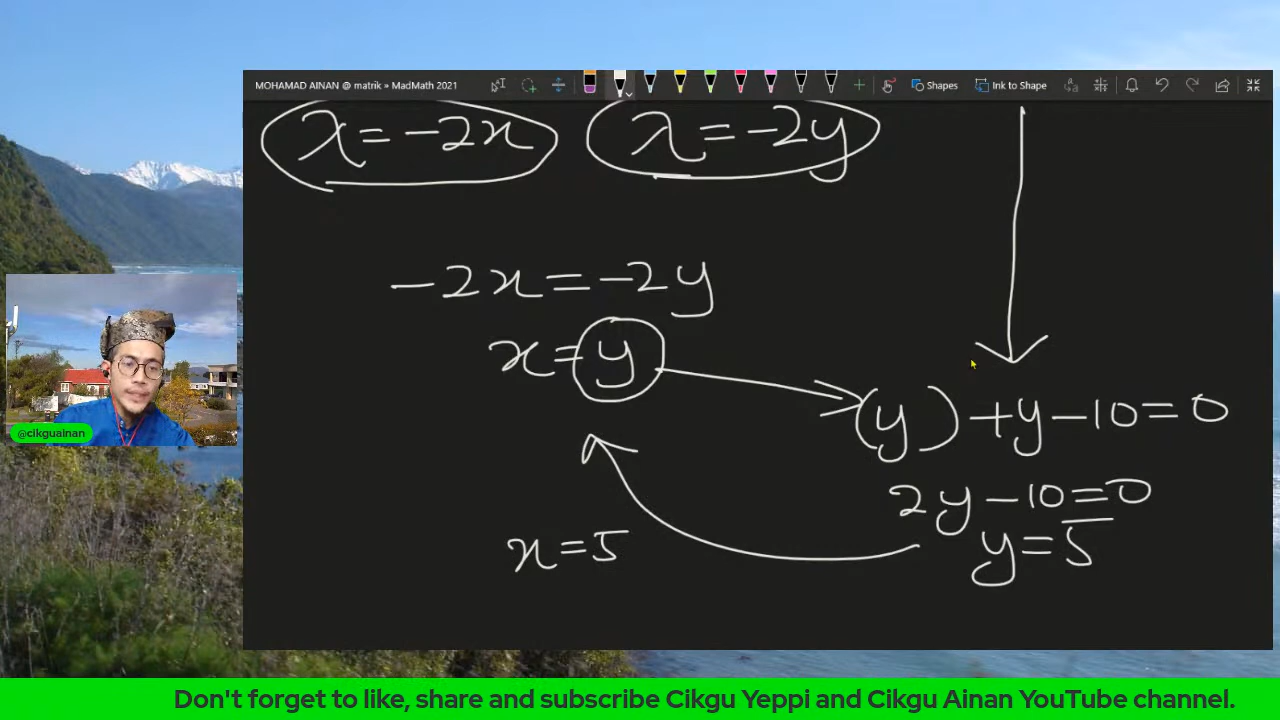 MOHAMAD AINAN @ matrik » MadMath 2021
Shapes
Ink to Shape
λ = -2x
λ = -2y
-2x = -2y
x = y
(y) + y - 10 = 0
2y - 10 = 0
y = 5
x = 5
@cikguainan
Don't forget to like, share and subscribe Cikgu Yeppi and Cikgu Ainan YouTube channel.